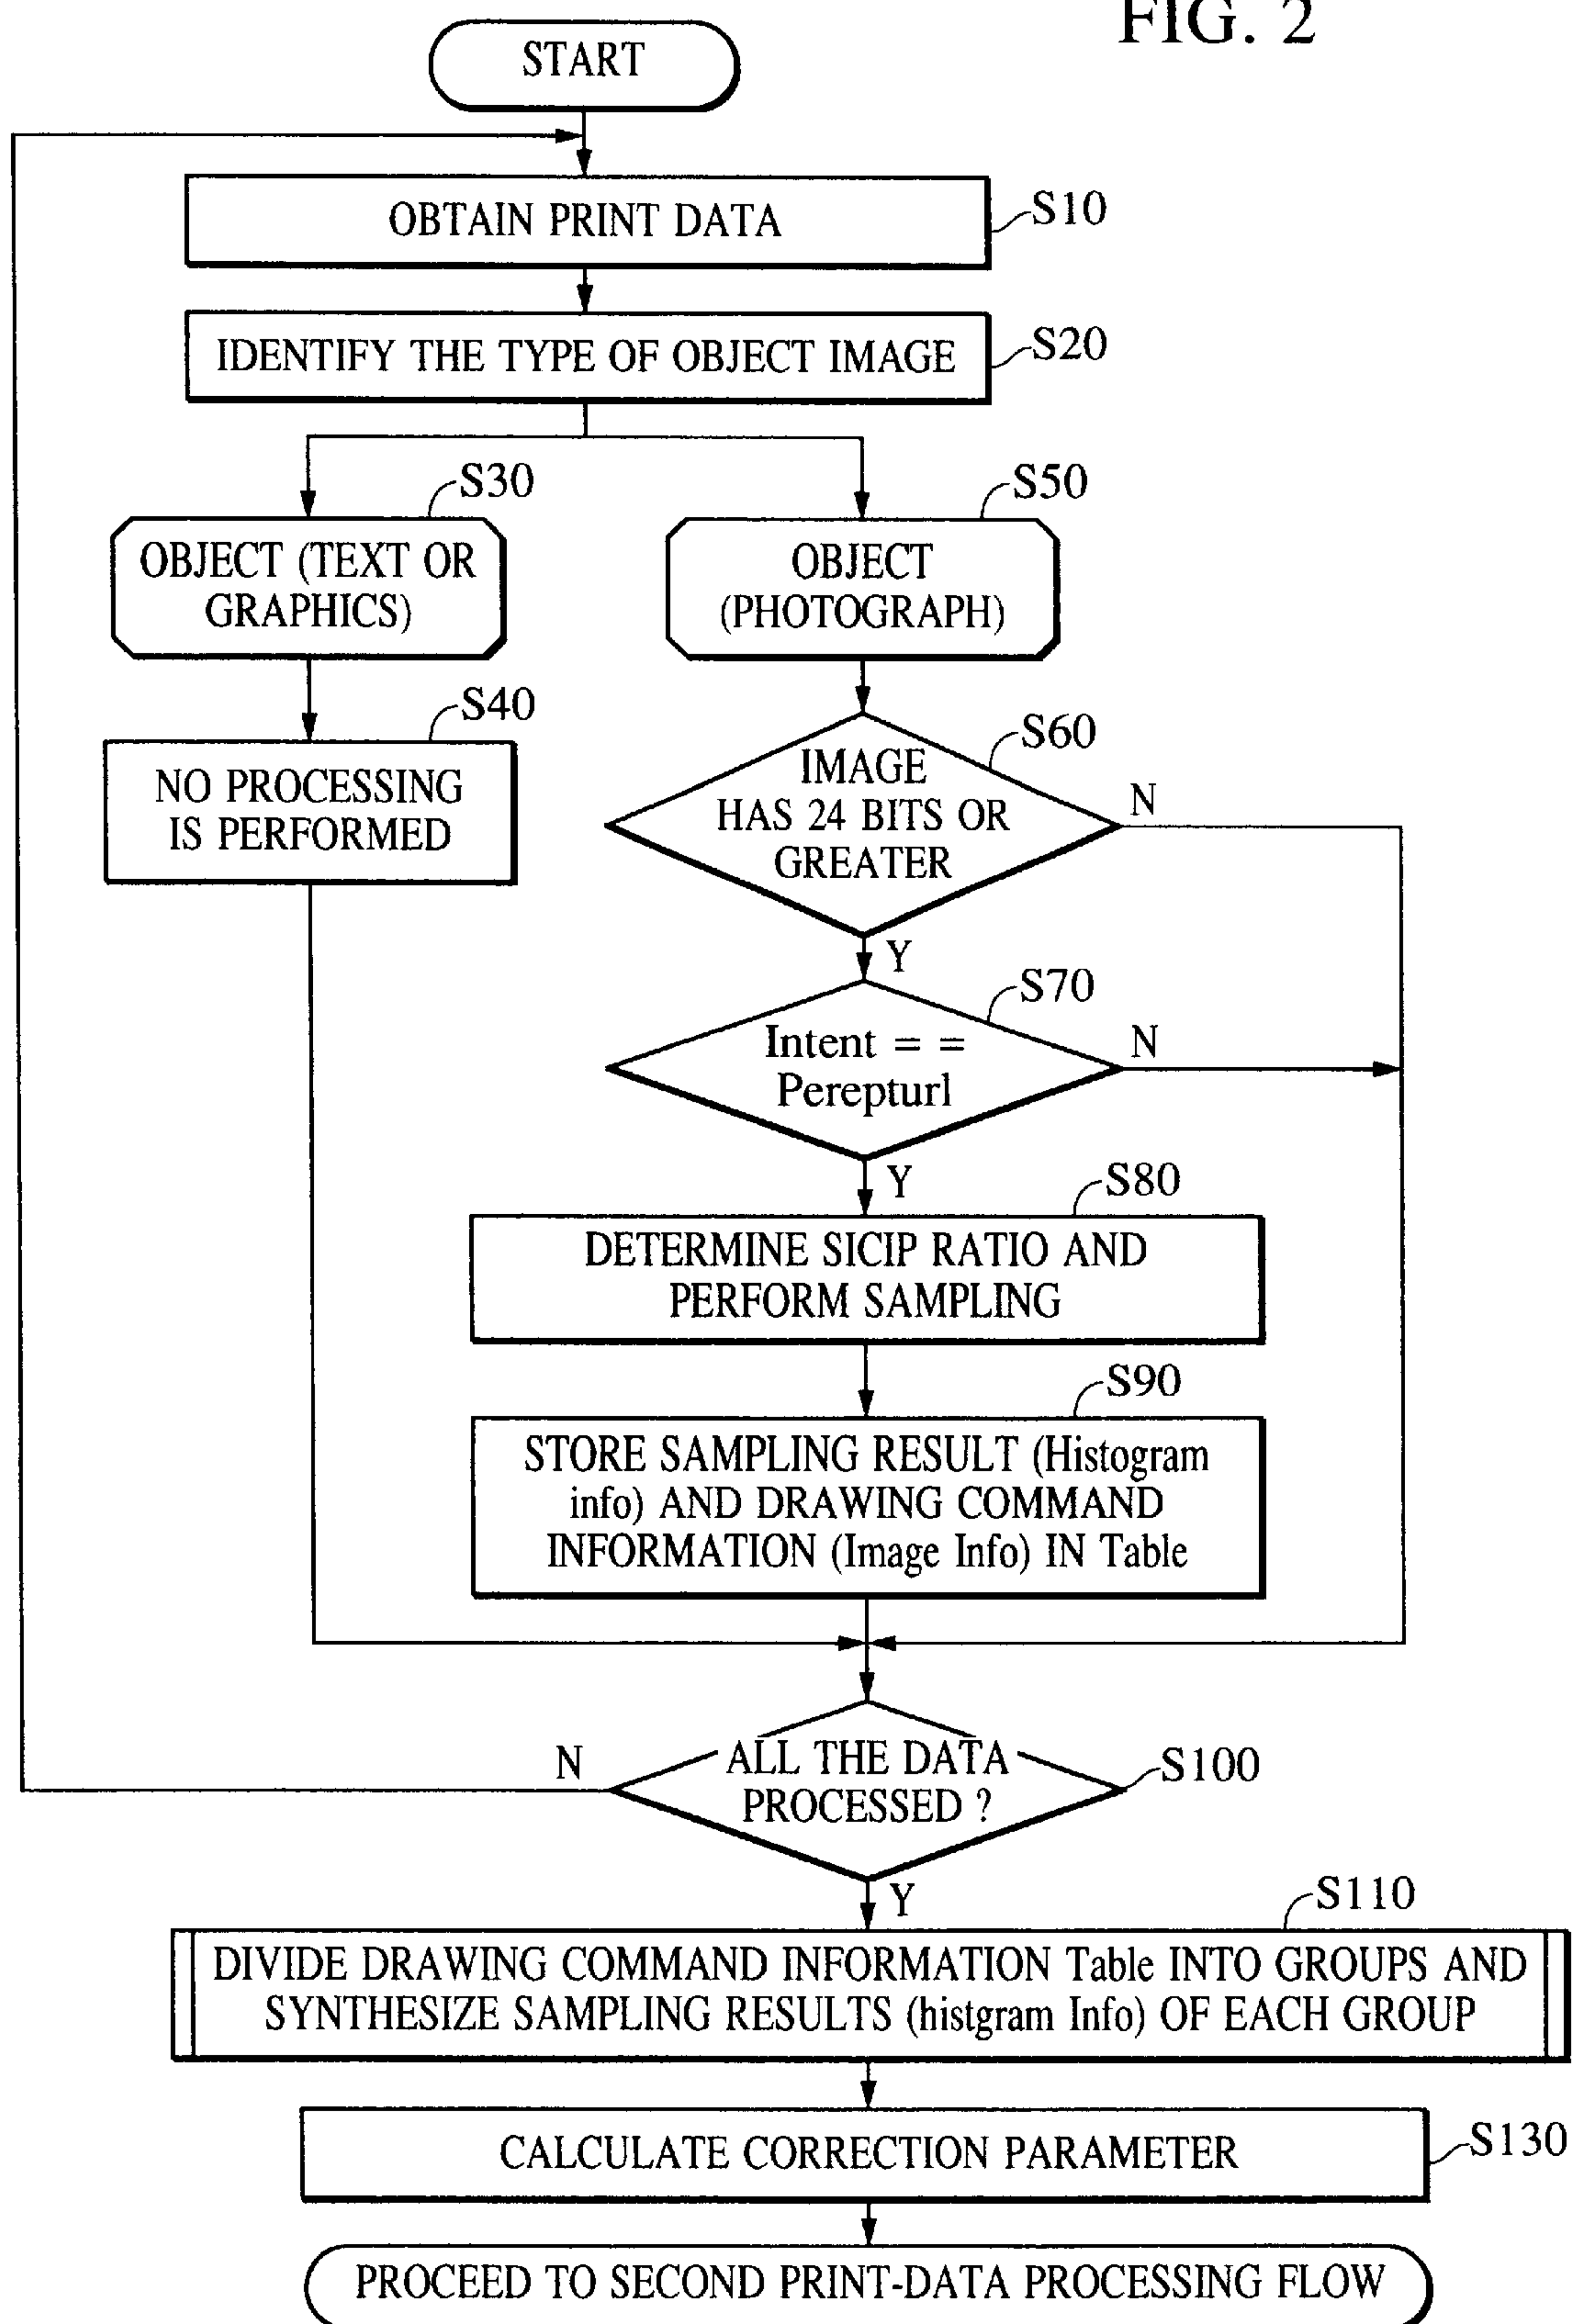 FIG. 2
START
OBTAIN PRINT DATA
S10
IDENTIFY THE TYPE OF OBJECT IMAGE
S20
S30
OBJECT (TEXT OR
GRAPHICS)
S50
OBJECT
(PHOTOGRAPH)
S40
NO PROCESSING
IS PERFORMED
S60
IMAGE
HAS 24 BITS OR
GREATER
N
Y
S70
Intent = =
Perepturl
N
Y
S80
DETERMINE SICIP RATIO AND
PERFORM SAMPLING
S90
STORE SAMPLING RESULT (Histogram
info) AND DRAWING COMMAND
INFORMATION (Image Info) IN Table
N
ALL THE DATA
PROCESSED ?
S100
Y
S110
DIVIDE DRAWING COMMAND INFORMATION Table INTO GROUPS AND
SYNTHESIZE SAMPLING RESULTS (histgram Info) OF EACH GROUP
CALCULATE CORRECTION PARAMETER
S130
PROCEED TO SECOND PRINT-DATA PROCESSING FLOW